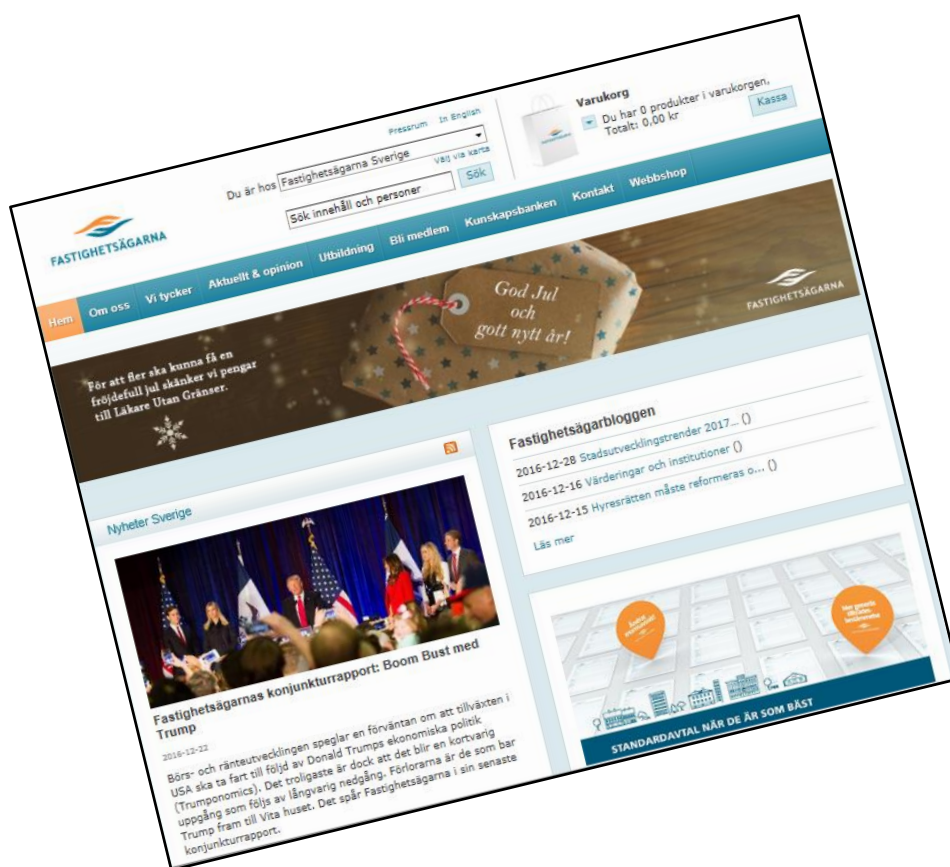 Pressrum In English
Du är hos Fastighetsägarna Sverige
Välj via karta
Sök innehåll och personer Sök
Varukorg
Du har 0 produkter i varukorgen,
Totalt: 0,00 kr
Kassa
FASTIGHETSÄGARNA
Hem Om oss Vi tycker Aktuellt & opinion Utbildning Bli medlem Kunskapsbanken Kontakt Webbshop
För att fler ska kunna få en
fröjdefull jul skänker vi pengar
till Läkare Utan Gränser.
God Jul
och
gott nytt år!
FASTIGHETSÄGARNA
Nyheter Sverige
Fastighetsägarnas konjunkturrapport: Boom Bust med
Trump
2016-12-22
Börs- och ränteutvecklingen speglar en förväntan om att tillväxten i
USA ska ta fart till följd av Donald Trumps ekonomiska politik
(Trumponomics). Det troligaste är dock att det blir en kortvarig
uppgång som följs av långvarig nedgång. Förlorarna är de som bar
Trump fram till Vita huset. Det spår Fastighetsägarna i sin senaste
konjunkturrapport.
Fastighetsägarbloggen
2016-12-28 Stadsutvecklingstrender 2017... ()
2016-12-16 Värderingar och institutioner ()
2016-12-15 Hyresrätten måste reformeras o... ()
Läs mer
STANDARDAVTAL NÄR DE ÄR SOM BÄST